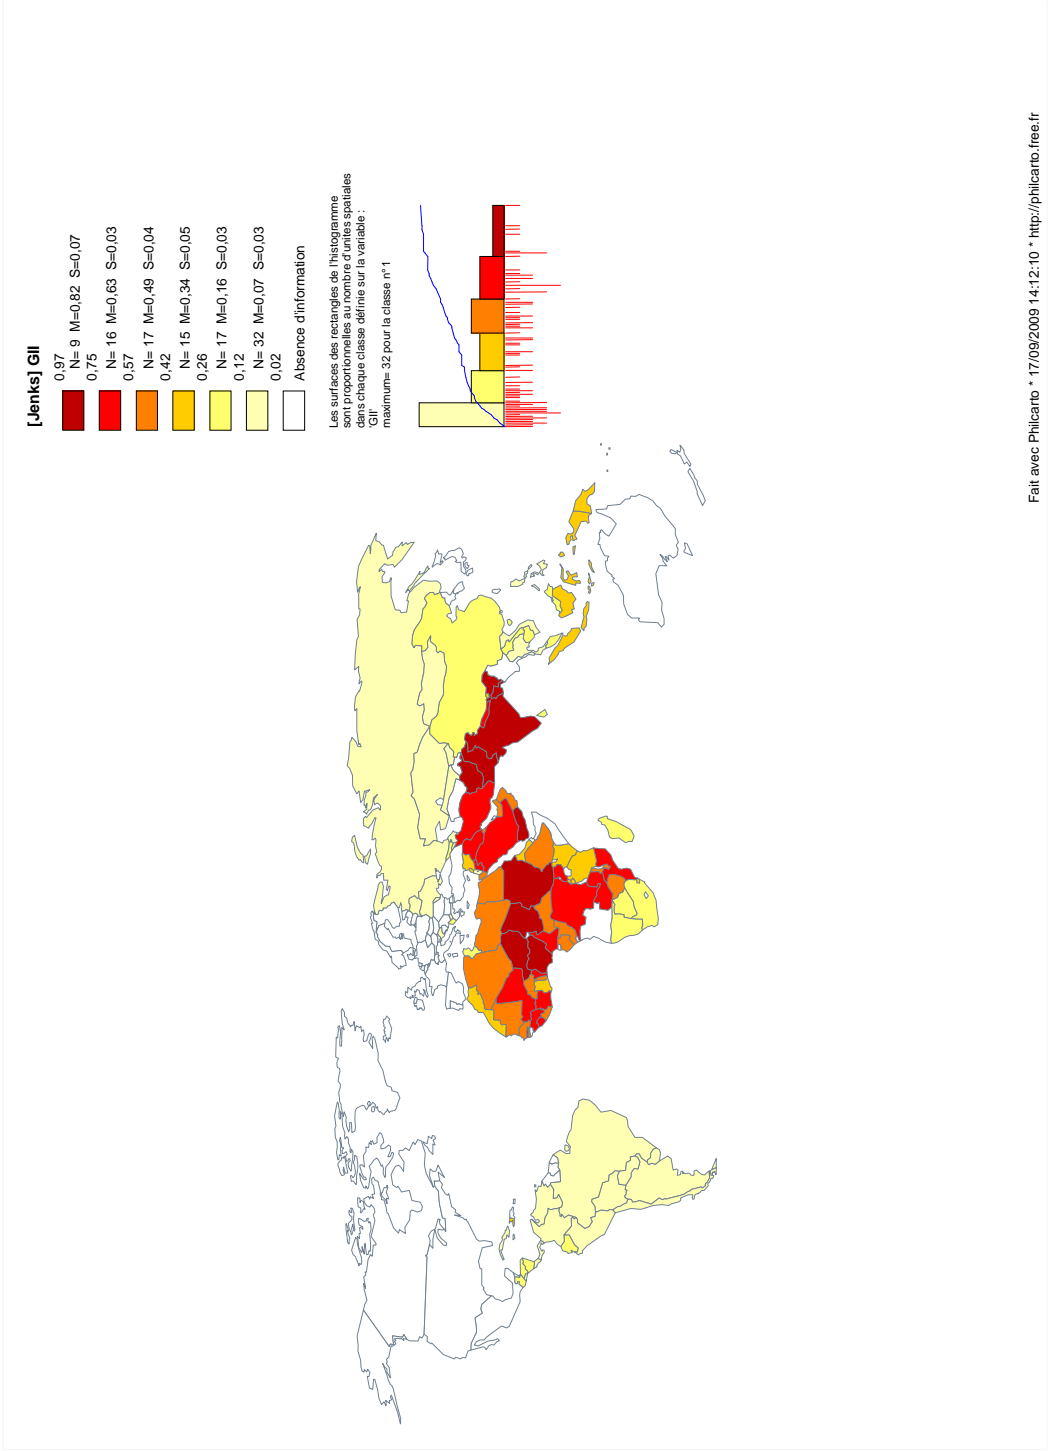 [Jenks] GII
0,97
N= 9 M=0,82 S=0,07
0,75
N= 16 M=0,63 S=0,03
0,57
N= 17 M=0,49 S=0,04
0,42
N= 15 M=0,34 S=0,05
0,26
N= 17 M=0,16 S=0,03
0,12
N= 32 M=0,07 S=0,03
0,02
Absence d'information
Les surfaces des rectangles de l'histogramme
sont proportionnelles au nombre d'unites spatiales
dans chaque classe définie sur la variable :
'GII'
maximum= 32 pour la classe n°1
Fait avec Philcarto * 17/09/2009 14:12:10 * http://philcarto.free.fr